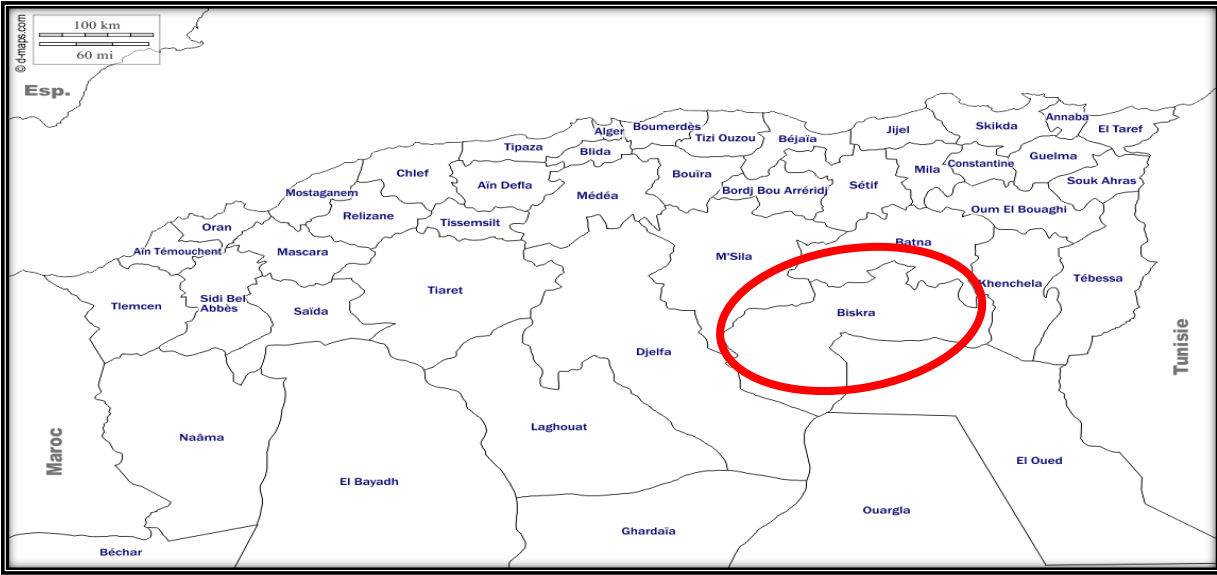 © d-maps.com
100 km
60 mi
Esp.
Alger
Boumerdès
Tizi Ouzou
Béjaïa
Jijel
Skikda
Annaba
El Taref
Tipaza
Blida
Bouïra
Bordj Bou Arréridj
Sétif
Mila
Constantine
Guelma
Souk Ahras
Chlef
Aïn Defla
Médéa
Mostaganem
Relizane
Tissemsilt
Oum El Bouaghi
Oran
Aïn Témouchent
Mascara
M'Sila
Batna
Khenchela
Tébessa
Tlemcen
Sidi Bel
Abbès
Saïda
Tiaret
Biskra
Djelfa
Tunisie
Maroc
Naâma
Laghouat
El Bayadh
El Oued
Ouargla
Ghardaïa
Béchar